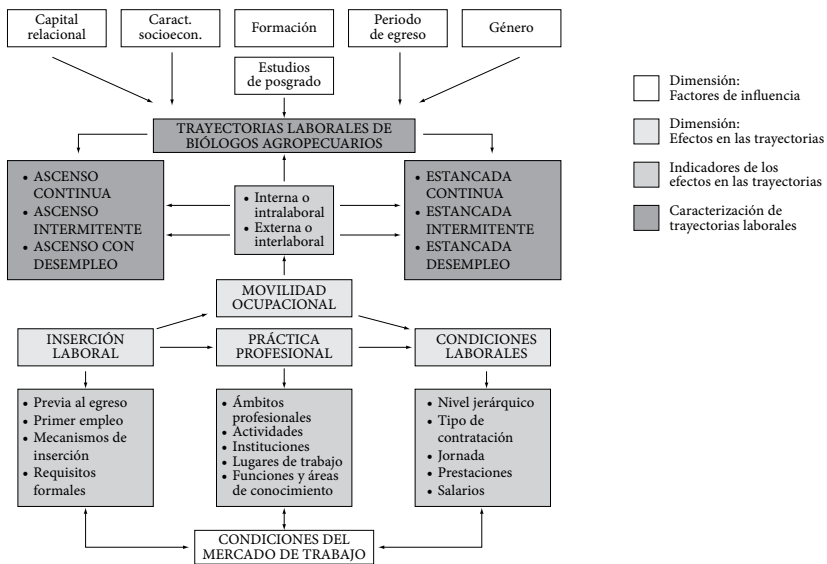 Capital
relacional
Caract.
socioecon.
Formación
Periodo
de egreso
Género
Estudios
de posgrado
TRAYECTORIAS LABORALES DE
BIÓLOGOS AGROPECUARIOS
• ASCENSO
CONTINUA
• ASCENSO
INTERMITENTE
• ASCENSO CON
DESEMPLEO
• Interna o
intralaboral
• Externa o
interlaboral
• ESTANCADA
CONTINUA
• ESTANCADA
INTERMITENTE
• ESTANCADA
DESEMPLEO
MOVILIDAD
OCUPACIONAL
INSERCIÓN
LABORAL
PRÁCTICA
PROFESIONAL
CONDICIONES
LABORALES
• Previa al egreso
• Primer empleo
• Mecanismos de
inserción
• Requisitos
formales
• Ámbitos
profesionales
• Actividades
• Instituciones
• Lugares de trabajo
• Funciones y áreas
de conocimiento
• Nivel jerárquico
• Tipo de
contratación
• Jornada
• Prestaciones
• Salarios
CONDICIONES DEL
MERCADO DE TRABAJO
Dimensión:
Factores de influencia
Dimensión:
Efectos en las trayectorias
Indicadores de los
efectos en las trayectorias
Caracterización de
trayectorias laborales